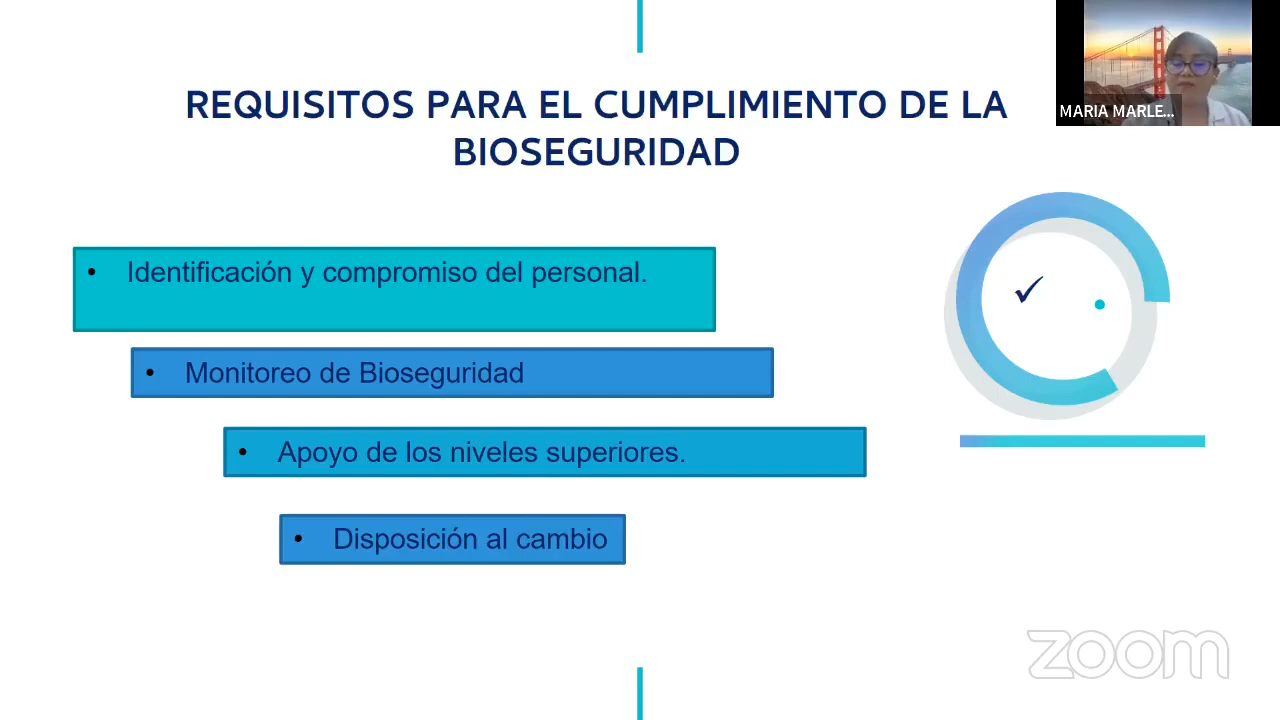 REQUISITOS PARA EL CUMPLIMIENTO DE LA
BIOSEGURIDAD
MARIA MARLE...
• Identificación y compromiso del personal.
• Monitoreo de Bioseguridad
• Apoyo de los niveles superiores.
• Disposición al cambio
zoom